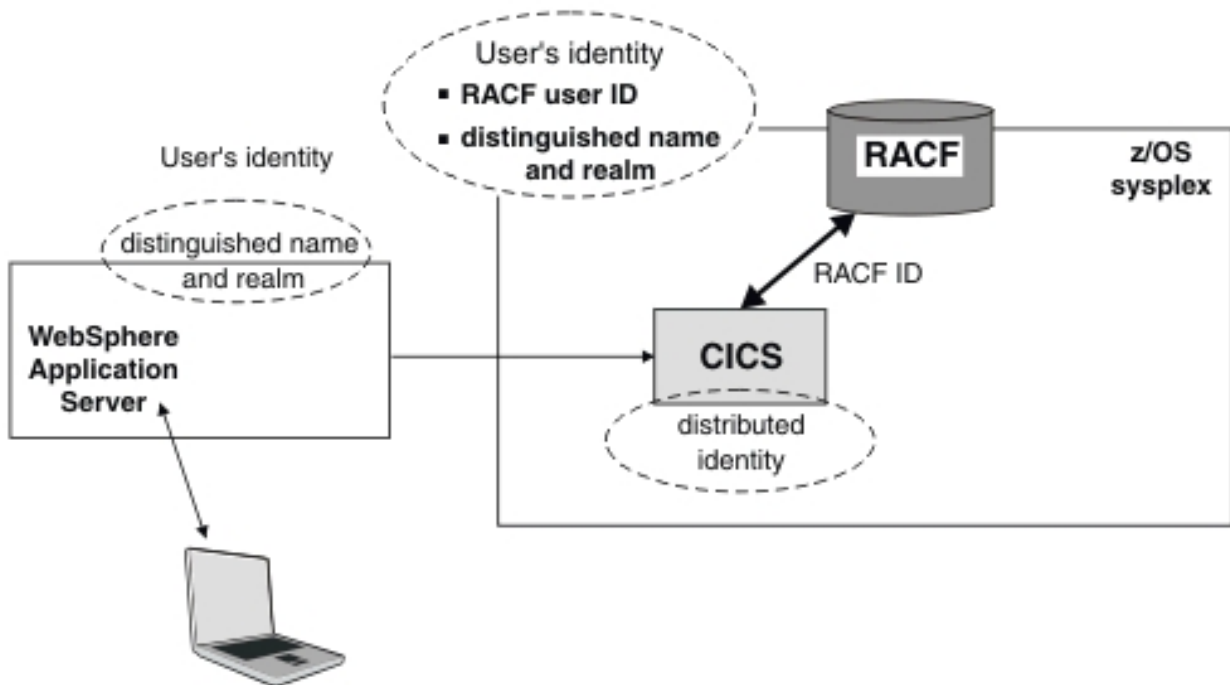 User's identity
▪ RACF user ID
▪ distinguished name
and realm
RACF
z/OS
sysplex
User's identity
distinguished name
and realm
RACF ID
WebSphere
Application
Server
CICS
distributed
identity